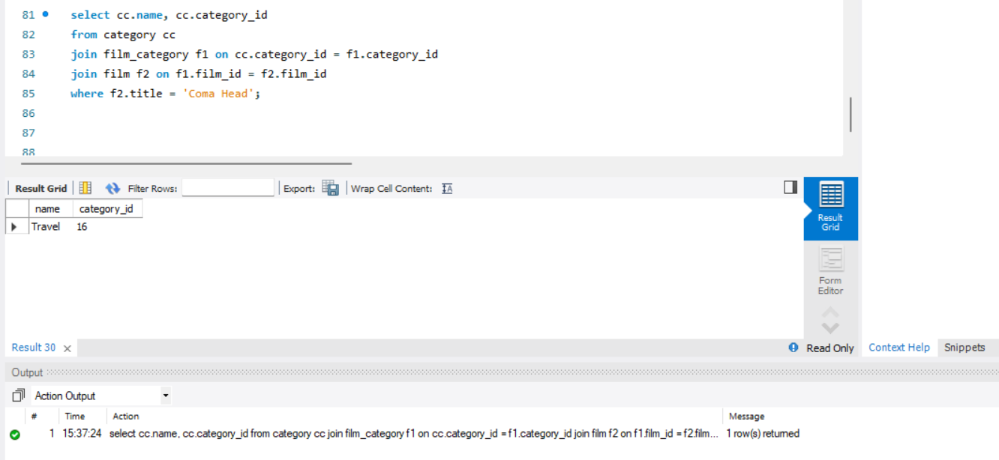 81 select cc.name, cc.category_id
82 from category cc
83 join film_category f1 on cc.category_id = f1.category_id
84 join film f2 on f1.film_id = f2.film_id
85 where f2.title = 'Coma Head';
86
87
88
Result Grid Filter Rows: Export: Wrap Cell Content: IA
name category_id
Travel 16
Result Grid
Form Editor
Result 30 Read Only Context Help Snippets
Output
Action Output
# Time Action Message
1 15:37:24 select cc.name, cc.category_id from category cc join film_category f1 on cc.category_id = f1.category_id join film f2 on f1.film_id = f2.film... 1 row(s) returned